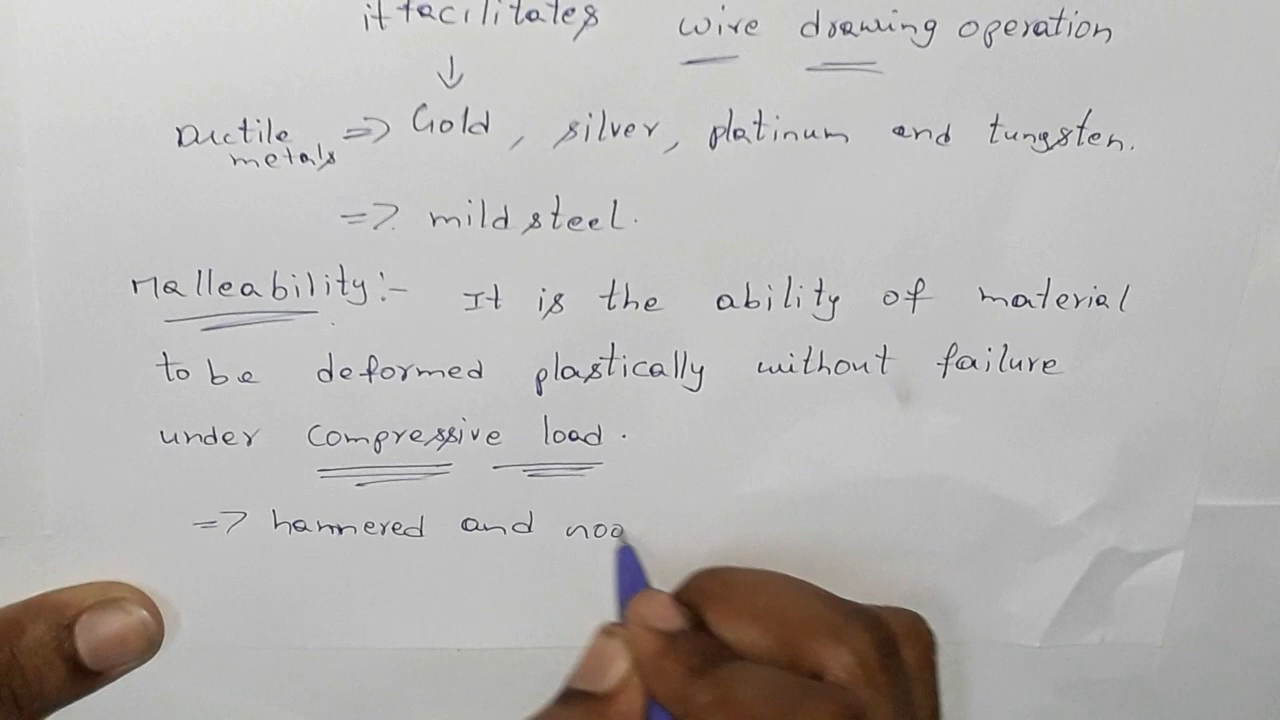 it facilitates wire drawing operation
↓
Ductile metals => Gold, silver, platinum and tungsten.
=> mild steel.
Malleability:- It is the ability of material
to be deformed plastically without failure
under compressive load.
=> hammered and